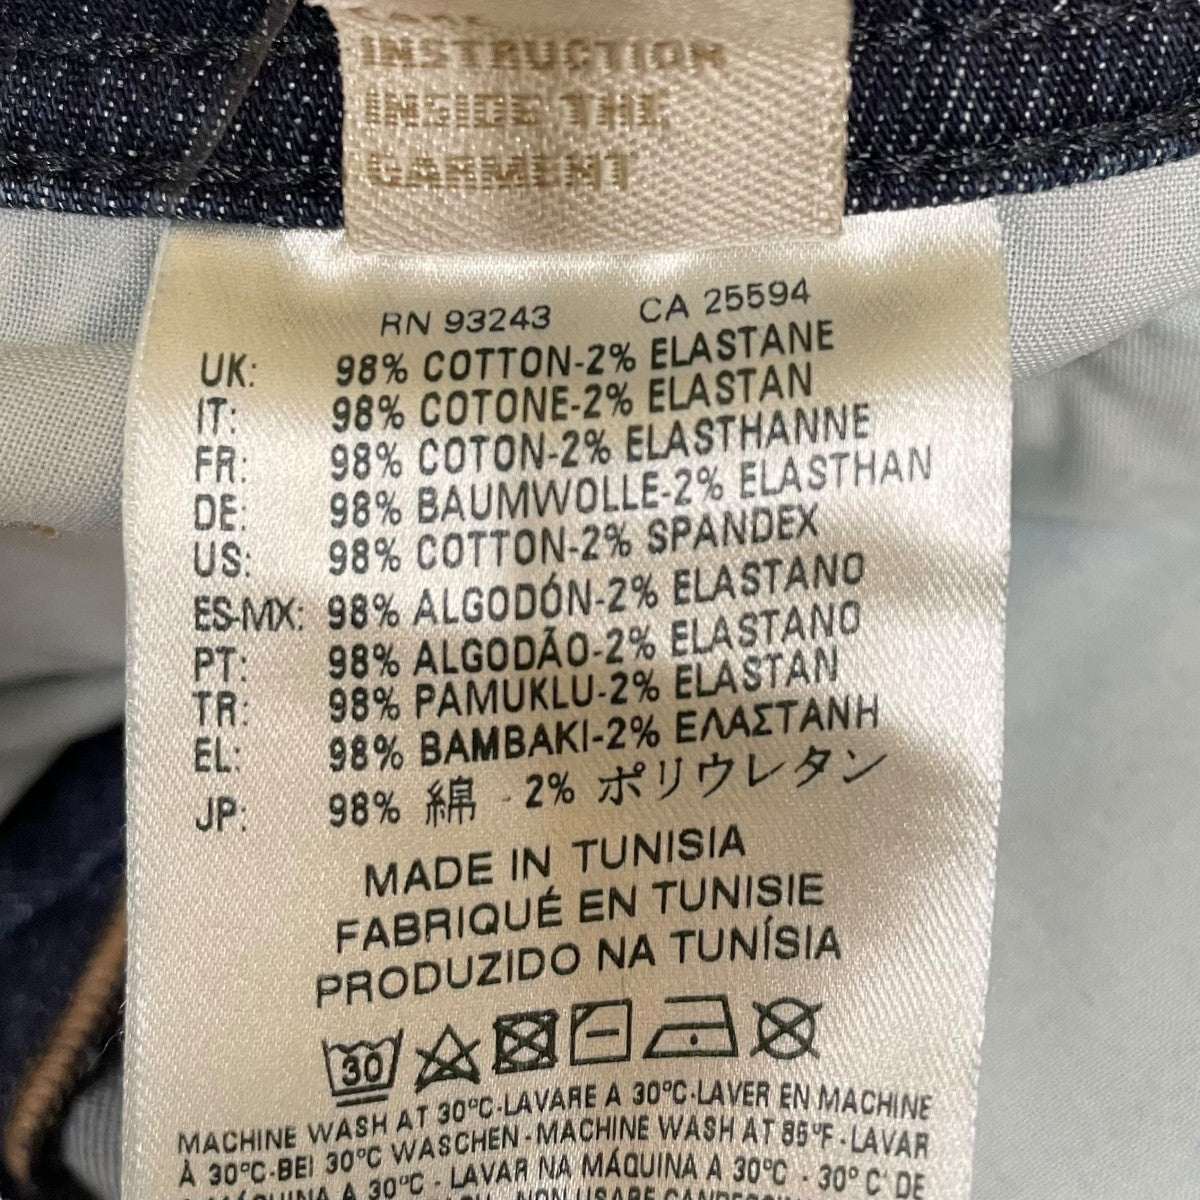 CARE
INSTRUCTION
INSIDE THE
GARMENT
RN 93243 CA 25594
UK: 98% COTTON-2% ELASTANE
IT: 98% COTONE-2% ELASTAN
FR: 98% COTON-2% ELASTHANNE
DE: 98% BAUMWOLLE-2% ELASTHAN
US: 98% COTTON-2% SPANDEX
ES-MX: 98% ALGODÓN-2% ELASTANO
PT: 98% ALGODÃO-2% ELASTANO
TR: 98% PAMUKLU-2% ELASTAN
EL: 98% BAMBAKI-2% ΕΛΑΣΤΑΝΗ
JP: 98% 綿 - 2% ポリウレタン
MADE IN TUNISIA
FABRIQUÉ EN TUNISIE
PRODUZIDO NA TUNÍSIA
30
MACHINE WASH AT 30°C-LAVARE A 30°C-LAVER EN MACHINE
À 30°C-BEI 30°C WASCHEN-MACHINE WASH AT 85°F-LAVAR
A 30°C - LAVAR NA MÁQUINA A 30°C - 30° C' DE
NON USARE